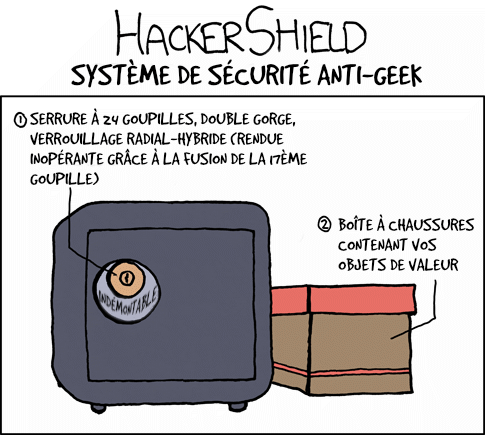 HACKERSHIELD
SYSTÈME DE SÉCURITÉ ANTI-GEEK
① SERRURE À 24 GOUPILLES, DOUBLE GORGE,
VERROUILLAGE RADIAL-HYBRIDE (RENDUE
INOPÉRANTE GRÂCE À LA FUSION DE LA 17ÈME
GOUPILLE)
② BOÎTE À CHAUSSURES
CONTENANT VOS
OBJETS DE VALEUR
INDÉMONTABLE